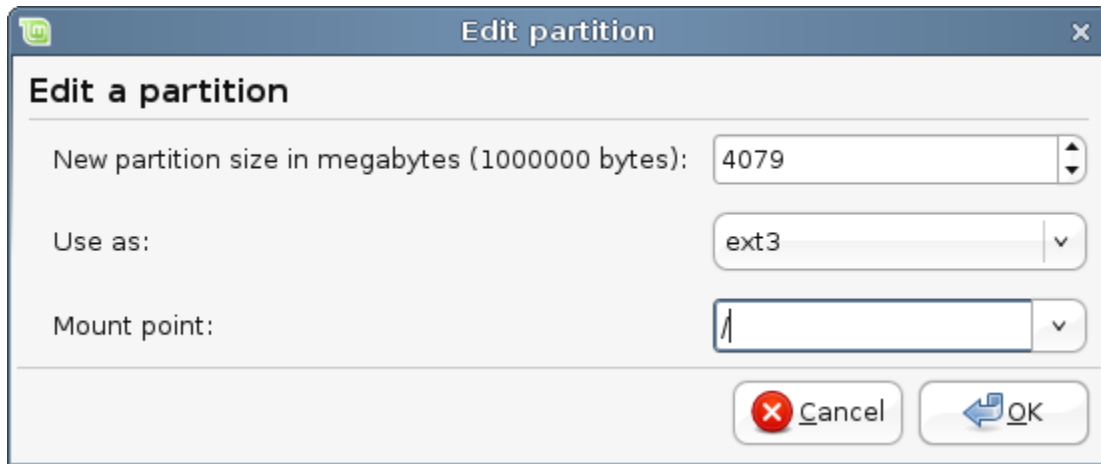 Edit partition
Edit a partition
New partition size in megabytes (1000000 bytes): 4079
Use as: ext3
Mount point: /
Cancel OK